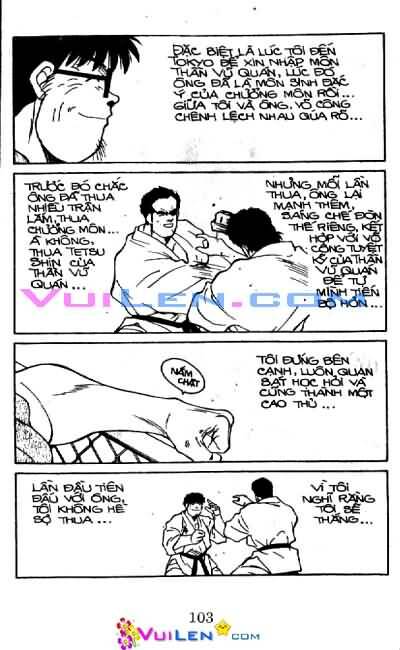 ĐẶC BIỆT LÀ LÚC TÔI ĐẾN
TOKYO ĐỂ XIN NHẬP MÔN
THẦN VŨ QUÁN, LÚC ĐÓ
ÔNG ĐÃ LÀ MÔN SINH ĐẮC
Ý CỦA CHƯỞNG MÔN RỒI...
GIỮA TÔI VÀ ÔNG, VÕ CÔNG
CHÊNH LỆCH NHAU QUÁ RÕ...
TRƯỚC ĐÓ CHẮC
ÔNG ĐÃ THUA
NHIỀU TRẬN
LẮM, THUA
CHƯỞNG MÔN...
À KHÔNG,
THUA TETSU
SHIN CỦA
THẦN VŨ
QUÁN...
NHƯNG MỖI LẦN
THUA, ÔNG LẠI
MẠNH THÊM,
SÁNG CHẾ ĐÒN
THẾ RIÊNG, KẾT
HỢP VỚI VÕ
CÔNG TUYỆT
KỸ CỦA THẦN
VŨ QUÁN
ĐỂ TỰ
MÌNH TIẾN
BỘ HƠN...
VUILEN.COM
NẮM
CHẶT
TÔI ĐỨNG BÊN
CẠNH, LUÔN QUAN
SÁT HỌC HỎI VÀ
CŨNG THÀNH MỘT
CAO THỦ...
LẦN ĐẦU TIÊN
ĐẤU VỚI ÔNG,
TÔI KHÔNG HỀ
SỢ THUA...
VÌ TÔI
NGHĨ RẰNG
TÔI SẼ
THẮNG...
103
VUILEN.COM